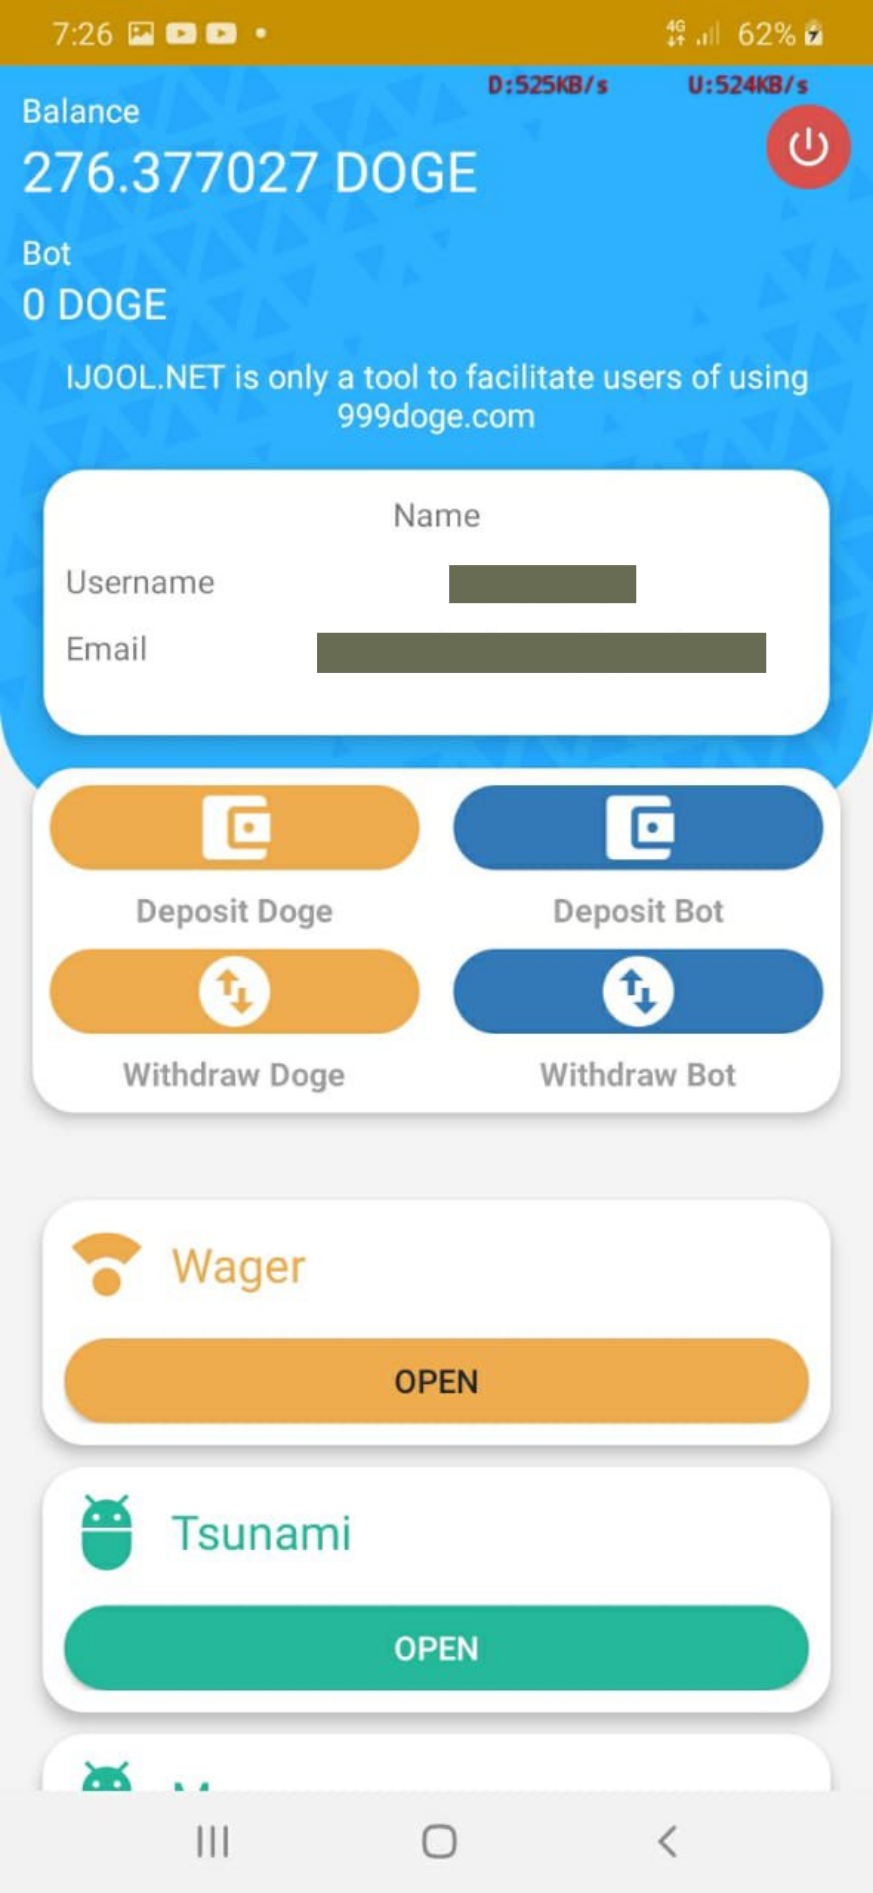 7:26
4G 62%
D:525KB/s U:524KB/s
Balance
276.377027 DOGE
Bot
0 DOGE
IJOOL.NET is only a tool to facilitate users of using
999doge.com
Name
Username
Email
Deposit Doge Deposit Bot
Withdraw Doge Withdraw Bot
Wager
OPEN
Tsunami
OPEN